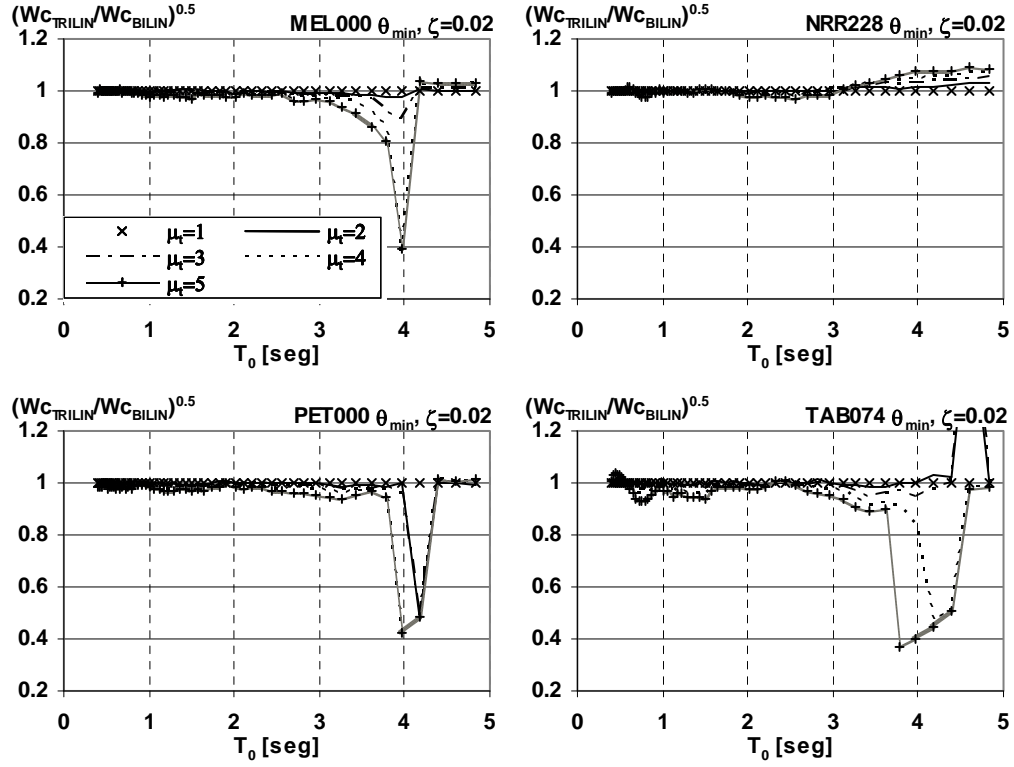 (Wc_TRILIN/Wc_BILIN)^0.5 MEL000 θ_min, ζ=0.02
1.2
1
0.8
0.6
0.4
0.2
μ_t=1 μ_t=2
μ_t=3 μ_t=4
μ_t=5
0 1 2 3 4 5
T_0 [seg]
(Wc_TRILIN/Wc_BILIN)^0.5 NRR228 θ_min, ζ=0.02
1.2
1
0.8
0.6
0.4
0.2
0 1 2 3 4 5
T_0 [seg]
(Wc_TRILIN/Wc_BILIN)^0.5 PET000 θ_min, ζ=0.02
1.2
1
0.8
0.6
0.4
0.2
0 1 2 3 4 5
T_0 [seg]
(Wc_TRILIN/Wc_BILIN)^0.5 TAB074 θ_min, ζ=0.02
1.2
1
0.8
0.6
0.4
0.2
0 1 2 3 4 5
T_0 [seg]